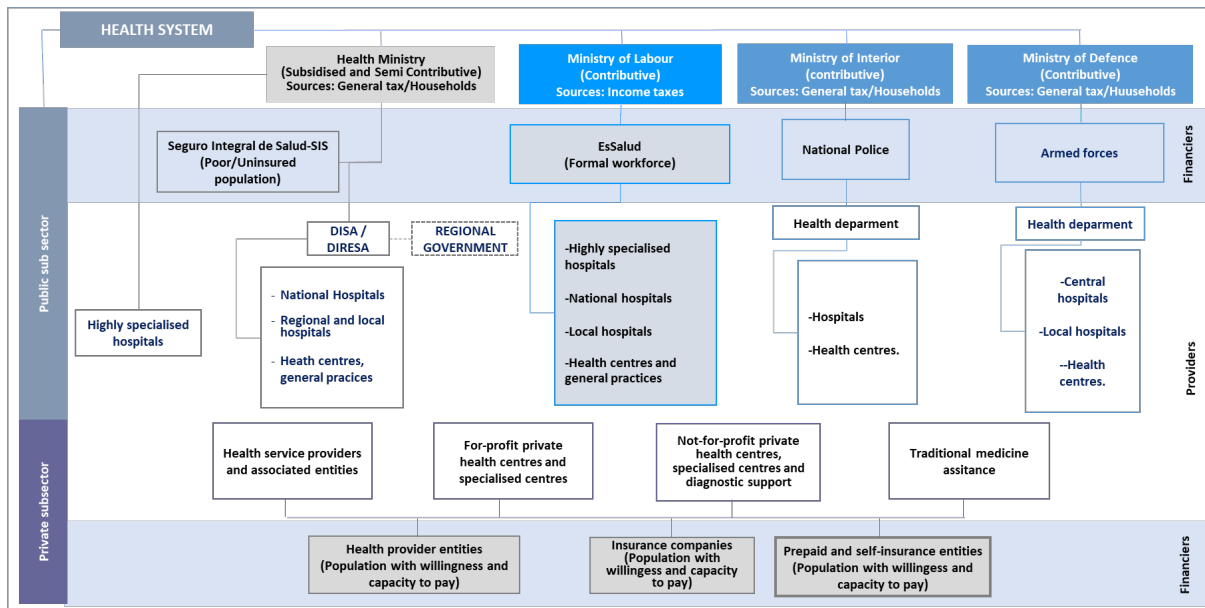 HEALTH SYSTEM
Health Ministry
(Subsidised and Semi Contributive)
Sources: General tax/Households
Ministry of Labour
(Contributive)
Sources: Income taxes
Ministry of Interior
(contributive)
Sources: General tax/Households
Ministry of Defence
(Contributive)
Sources: General tax/Huuseholds
Public sub sector
Seguro Integral de Salud-SIS
(Poor/Uninsured
population)
EsSalud
(Formal workforce)
National Police
Armed forces
Financiers
DISA /
DIRESA
REGIONAL
GOVERNMENT
Health deparment
Health deparment
Highly specialised
hospitals
- National Hospitals
- Regional and local
hospitals
- Heath centres,
general pracices
-Highly specialised
hospitals
-National hospitals
-Local hospitals
-Health centres and
general practices
-Hospitals
-Health centres.
-Central
hospitals
-Local hospitals
--Health
centres.
Providers
Private subsector
Health service providers
and associated entities
For-profit private
health centres and
specialised centres
Not-for-profit private
health centres,
specialised centres and
diagnostic support
Traditional medicine
assitance
Health provider entities
(Population with willingness and
capacity to pay)
Insurance companies
(Population with
willingess and capacity
to pay)
Prepaid and self-insurance entities
(Population with willingess and
capacity to pay)
Financiers